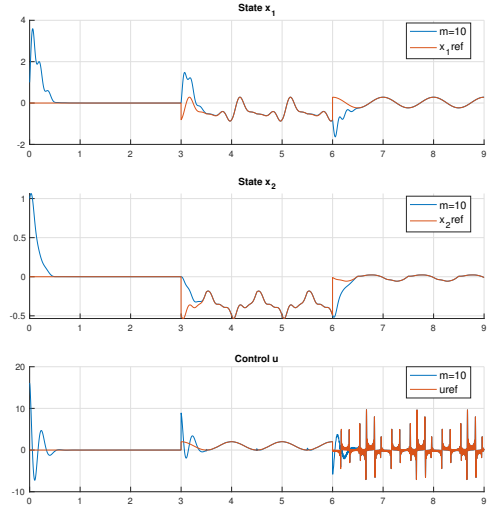 State x1
4
2
0
-2
m=10
x1ref
0 1 2 3 4 5 6 7 8 9
State x2
1
0.5
0
-0.5
m=10
x2ref
0 1 2 3 4 5 6 7 8 9
Control u
20
10
0
-10
m=10
uref
0 1 2 3 4 5 6 7 8 9